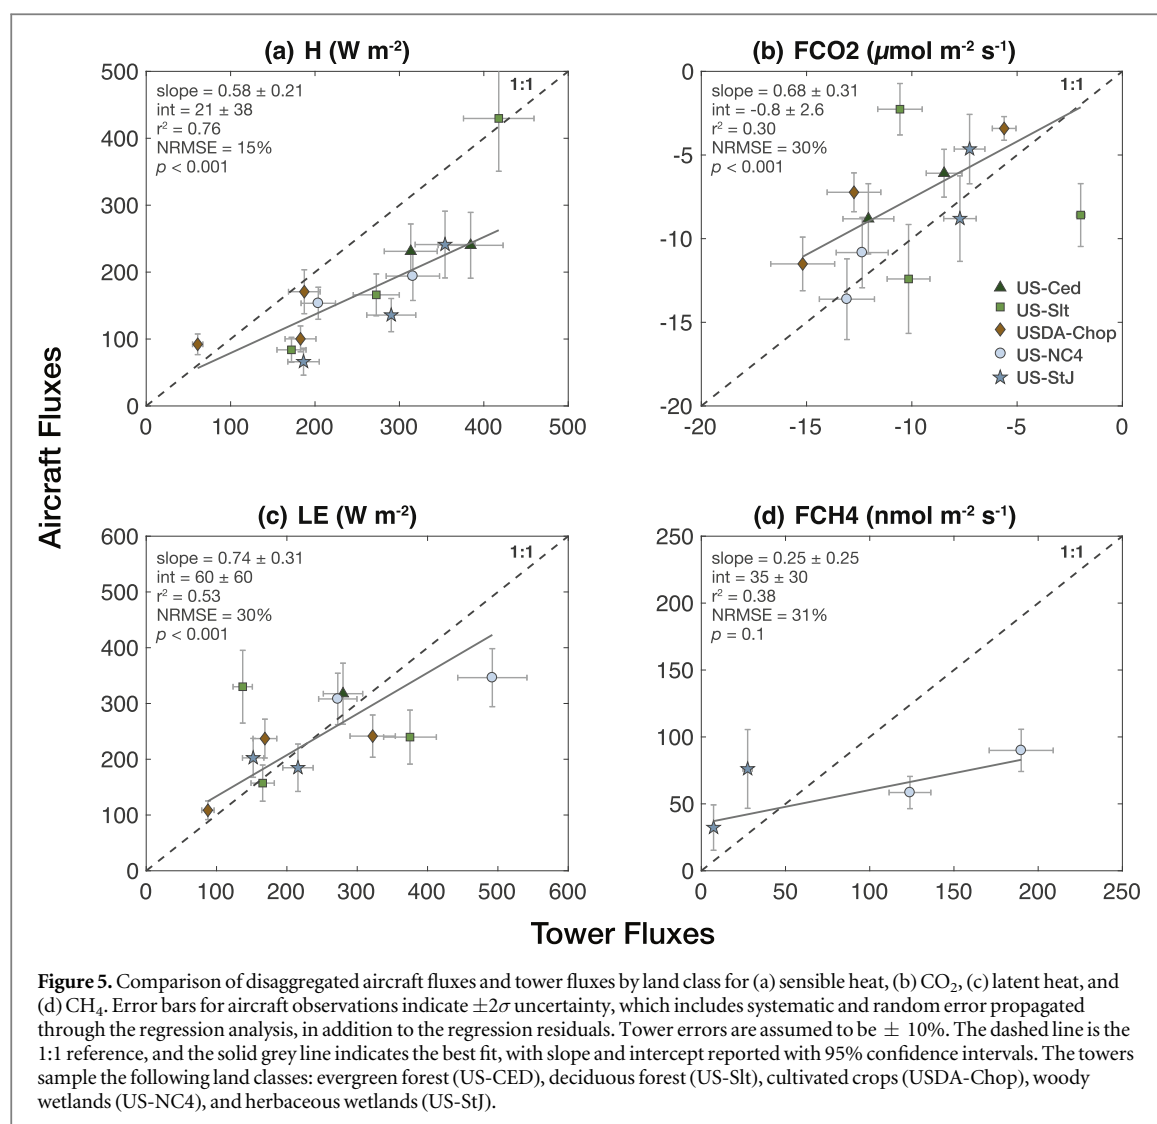 (a) H (W m-2)
slope = 0.58 ± 0.21
int = 21 ± 38
r2 = 0.76
NRMSE = 15%
p < 0.001
1:1
500
400
300
200
100
0
0 100 200 300 400 500
(b) FCO2 (µmol m-2 s-1)
slope = 0.68 ± 0.31
int = -0.8 ± 2.6
r2 = 0.30
NRMSE = 30%
p < 0.001
1:1
0
-5
-10
-15
-20
US-Ced
US-Slt
USDA-Chop
US-NC4
US-StJ
-20 -15 -10 -5 0
Aircraft Fluxes
(c) LE (W m-2)
slope = 0.74 ± 0.31
int = 60 ± 60
r2 = 0.53
NRMSE = 30%
p < 0.001
1:1
600
500
400
300
200
100
0
0 100 200 300 400 500 600
(d) FCH4 (nmol m-2 s-1)
slope = 0.25 ± 0.25
int = 35 ± 30
r2 = 0.38
NRMSE = 31%
p = 0.1
1:1
250
200
150
100
50
0
0 50 100 150 200 250
Tower Fluxes
Figure 5. Comparison of disaggregated aircraft fluxes and tower fluxes by land class for (a) sensible heat, (b) CO2, (c) latent heat, and
(d) CH4. Error bars for aircraft observations indicate ±2σ uncertainty, which includes systematic and random error propagated
through the regression analysis, in addition to the regression residuals. Tower errors are assumed to be ± 10%. The dashed line is the
1:1 reference, and the solid grey line indicates the best fit, with slope and intercept reported with 95% confidence intervals. The towers
sample the following land classes: evergreen forest (US-CED), deciduous forest (US-Slt), cultivated crops (USDA-Chop), woody
wetlands (US-NC4), and herbaceous wetlands (US-StJ).